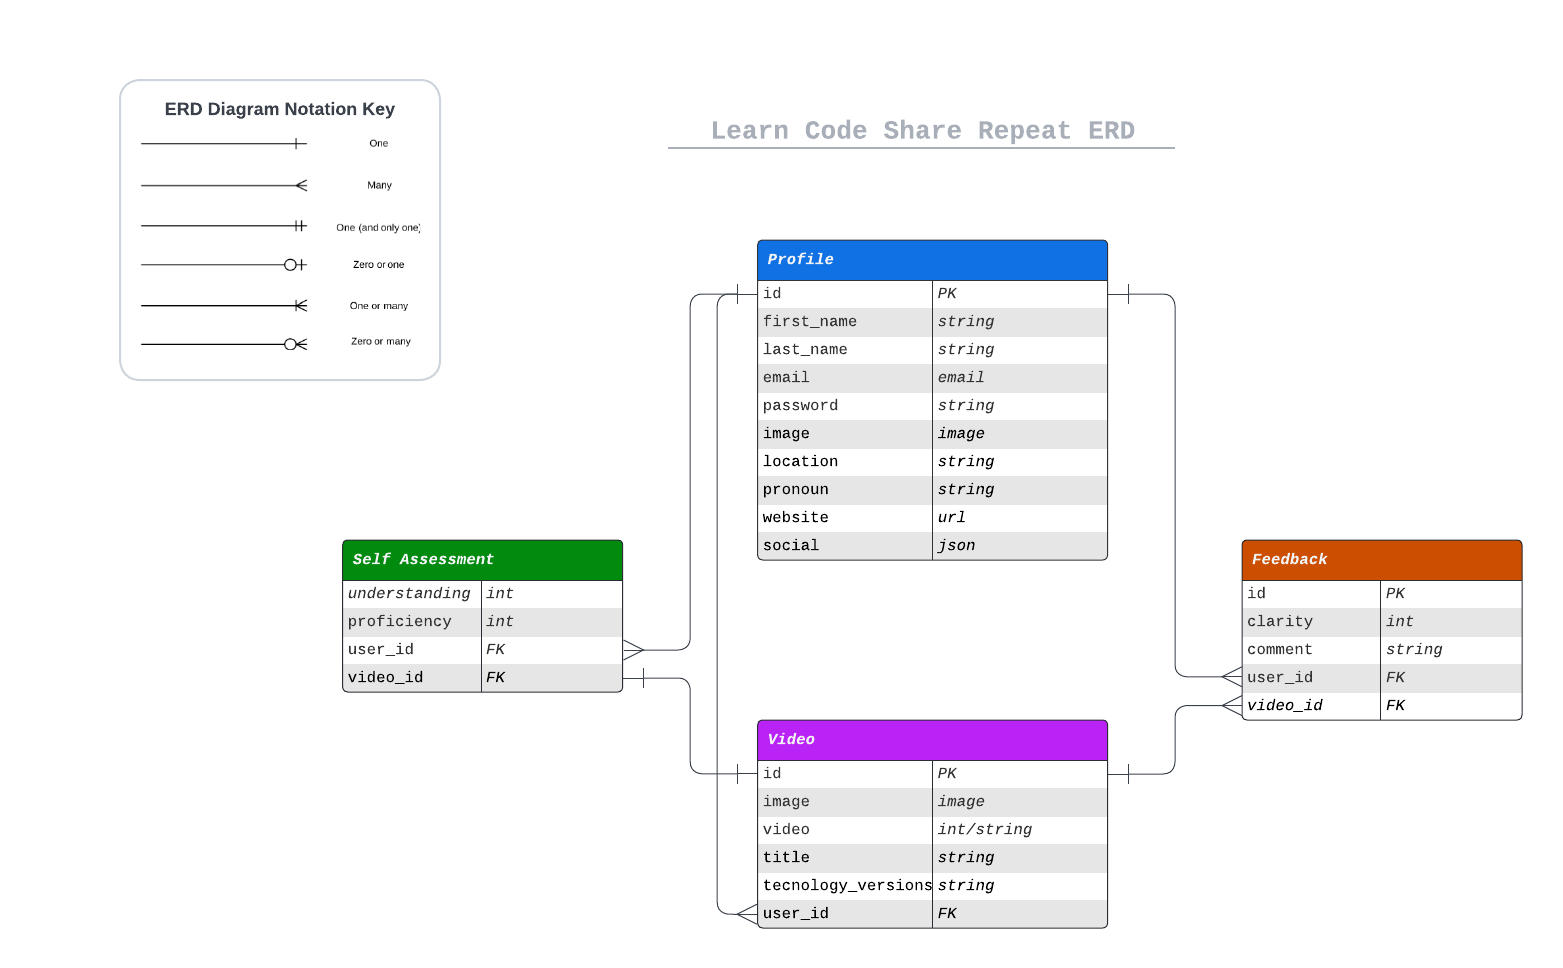 ERD Diagram Notation Key
One
Many
One (and only one)
Zero or one
One or many
Zero or many
Learn Code Share Repeat ERD
Profile
id PK
first_name string
last_name string
email email
password string
image image
location string
pronoun string
website url
social json
Self Assessment
understanding int
proficiency int
user_id FK
video_id FK
Video
id PK
image image
video int/string
title string
tecnology_versions string
user_id FK
Feedback
id PK
clarity int
comment string
user_id FK
video_id FK